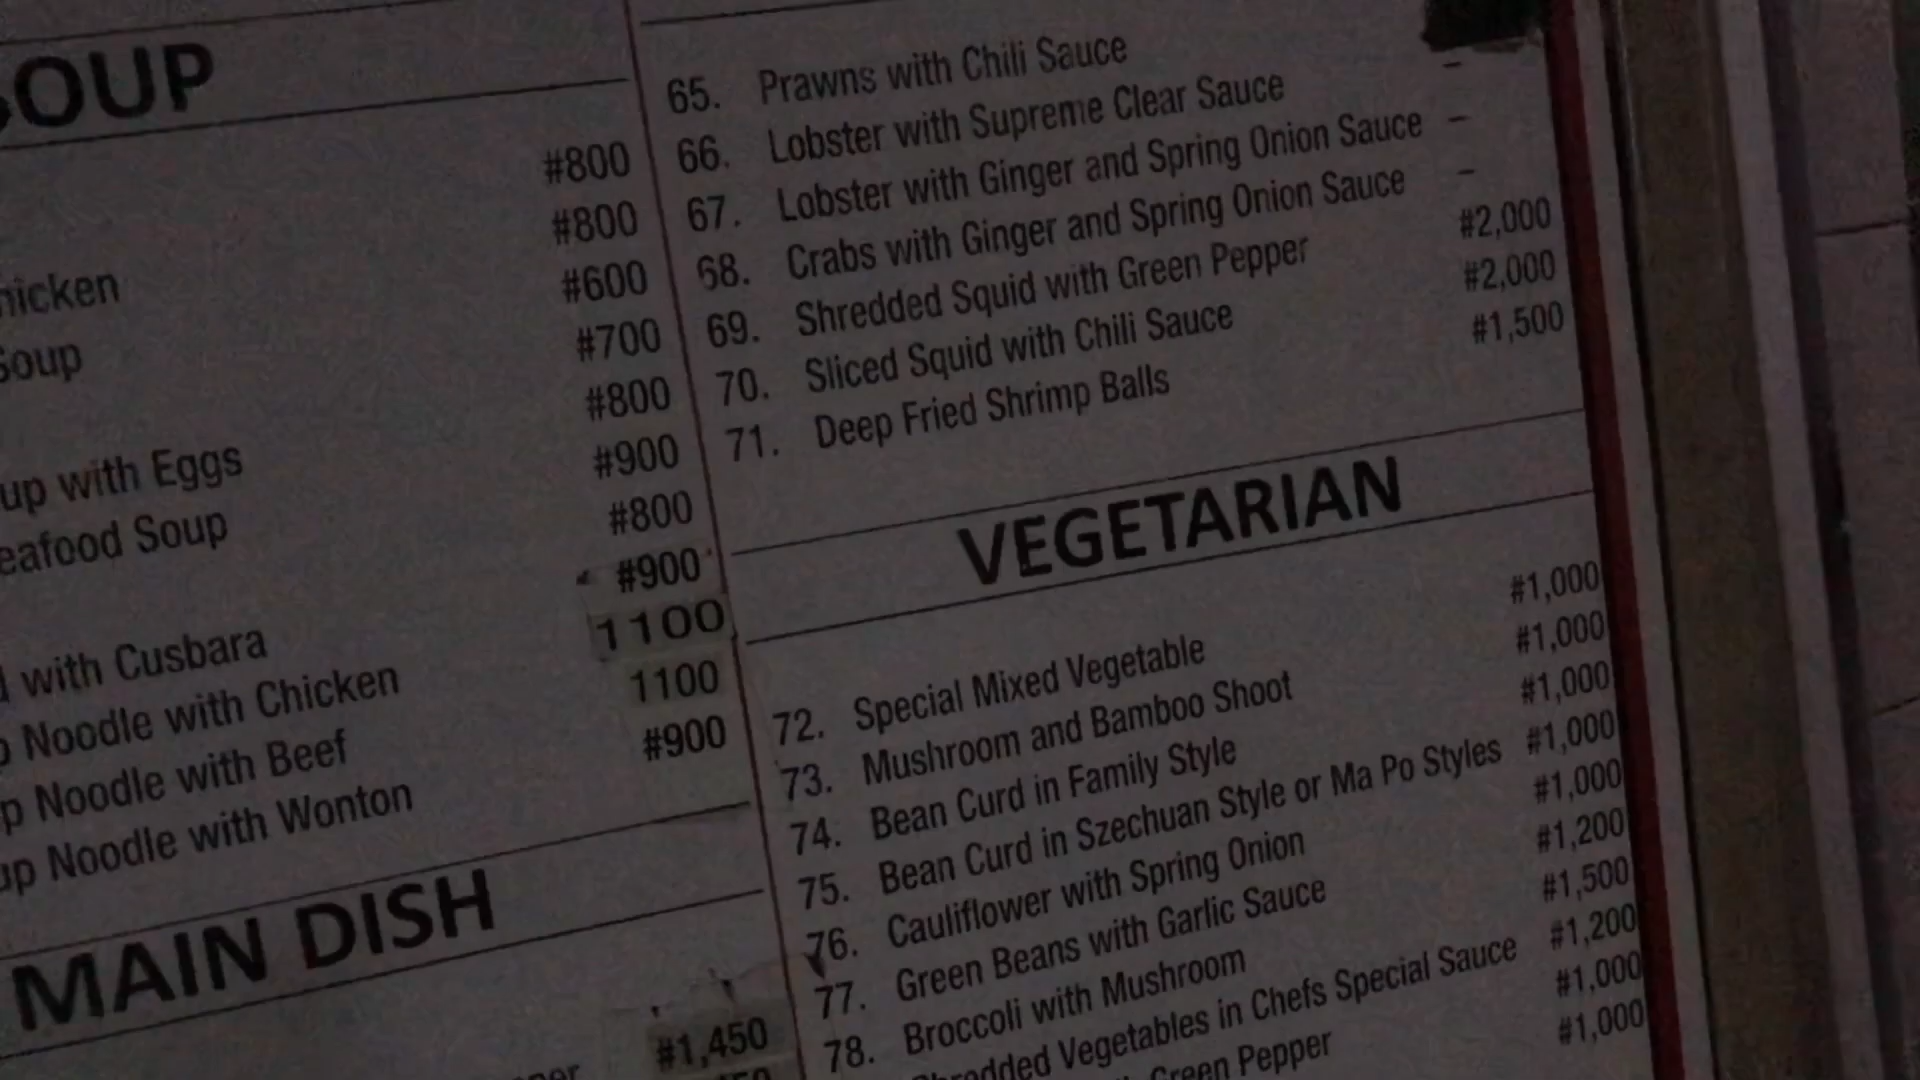 SOUP
#800
#800
#600
#700
#800
#900
#800
#900
1100
1100
#900
Soup
with Eggs
Soup
with Cusbara
Noodle with Chicken
Noodle with Beef
Noodle with Wonton
MAIN DISH
#1,450
65. Prawns with Chili Sauce
66. Lobster with Supreme Clear Sauce –
67. Lobster with Ginger and Spring Onion Sauce –
68. Crabs with Ginger and Spring Onion Sauce –
69. Shredded Squid with Green Pepper #2,000
70. Sliced Squid with Chili Sauce #2,000
71. Deep Fried Shrimp Balls #1,500
VEGETARIAN
72. Special Mixed Vegetable #1,000
73. Mushroom and Bamboo Shoot #1,000
74. Bean Curd in Family Style #1,000
75. Bean Curd in Szechuan Style or Ma Po Styles #1,000
76. Cauliflower with Spring Onion #1,000
77. Green Beans with Garlic Sauce #1,200
78. Broccoli with Mushroom #1,500
Shredded Vegetables in Chefs Special Sauce #1,200
Green Pepper #1,000
#1,000